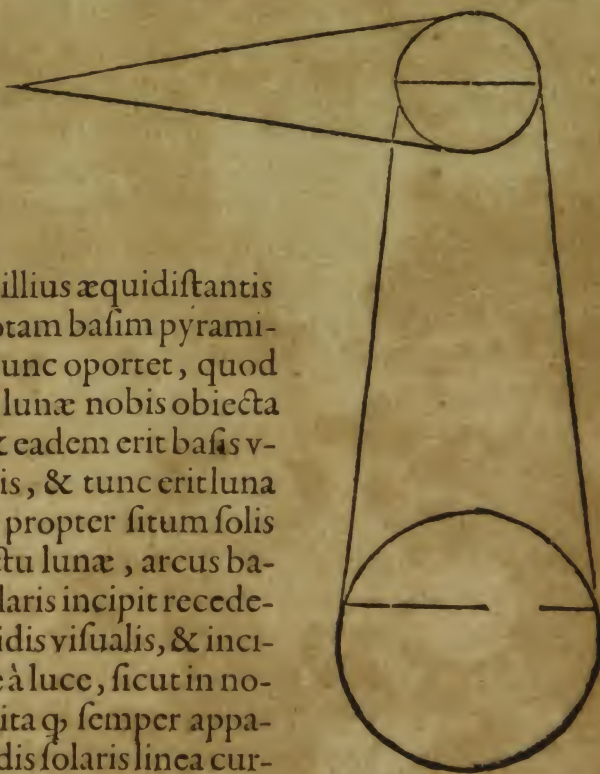 illius æquidiſtantis
otam baſim pyrami-
unc oportet, quod
lunæ nobis obiecta
eadem erit baſis v-
is, & tunc erit luna
propter ſitum ſolis
ctu lunæ, arcus ba-
laris incipit recede-
idis viſualis, & inci-
e à luce, ſicut in no-
ita ꝙ ſemper appa-
dis ſolaris linea cur-